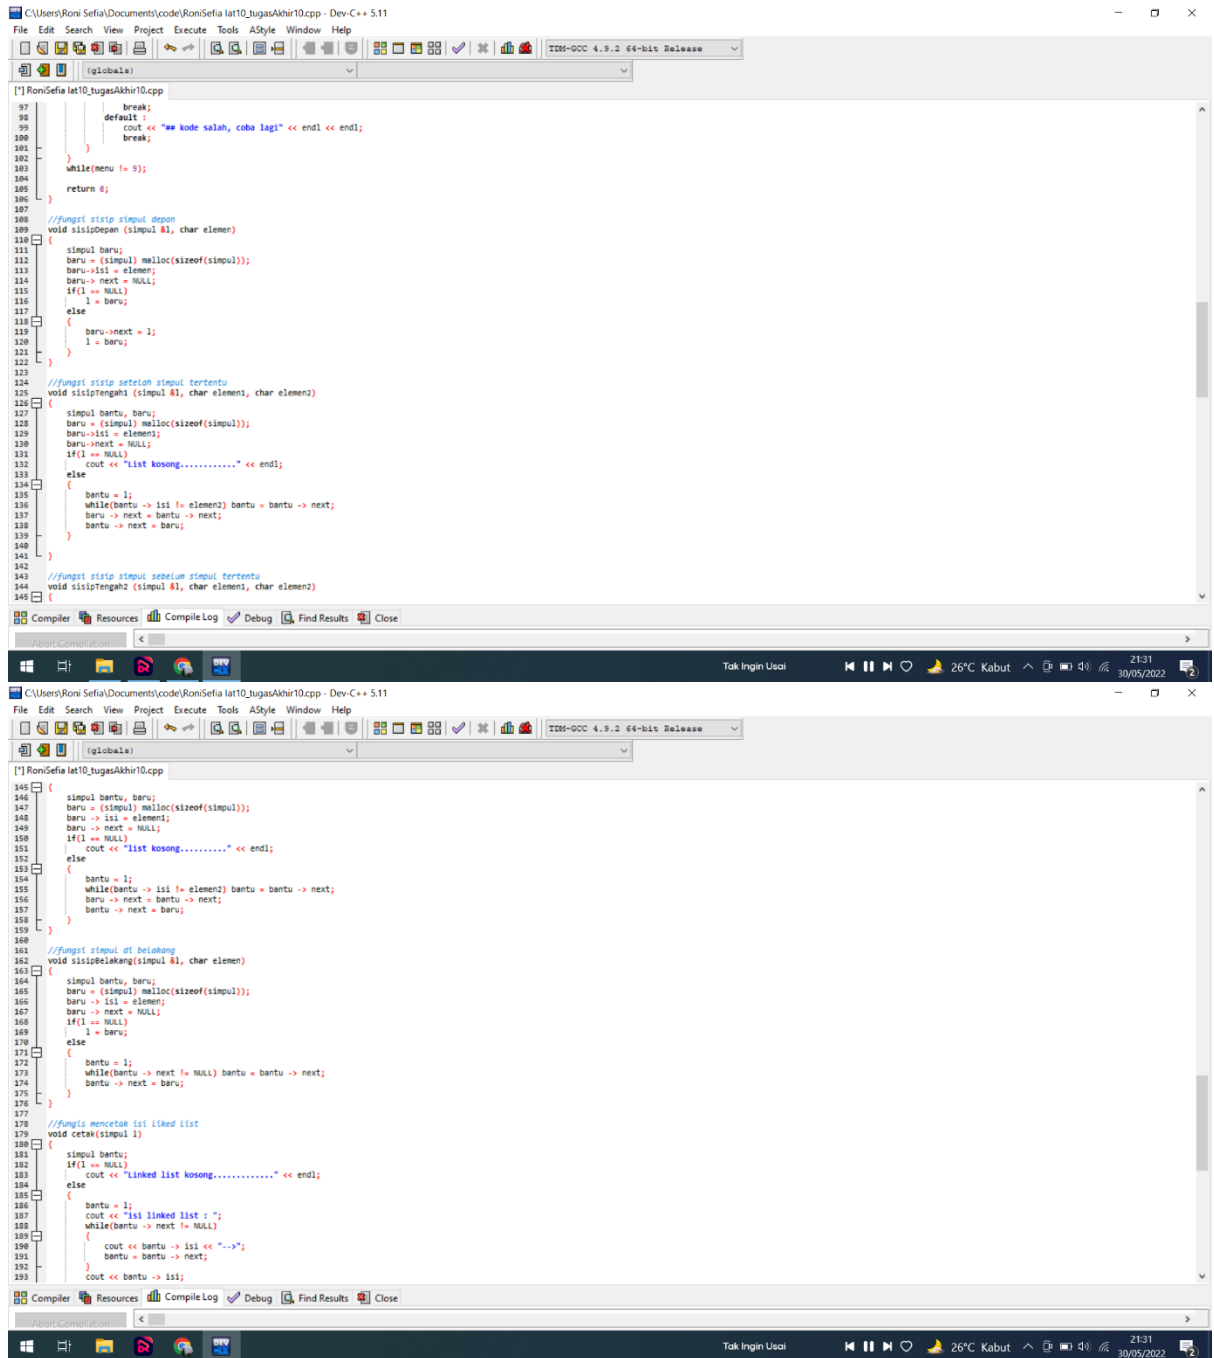 C:\Users\Roni Sefia\Documents\code\RoniSefia lat10_tugasAkhir10.cpp - Dev-C++ 5.11
File Edit Search View Project Execute Tools AStyle Window Help
TDM-GCC 4.9.2 64-bit Release
(globals)
[*] RoniSefia lat10_tugasAkhir10.cpp
97 break;
98 default :
99 cout << "## kode salah, coba lagi" << endl << endl;
100 break;
101 }
102 }
103 while(menu != 9);
104
105 return 0;
106 }
107
108 //fungsi sisip simpul depan
109 void sisipDepan (simpul &l, char elemen)
110 {
111 simpul baru;
112 baru = (simpul) malloc(sizeof(simpul));
113 baru->isi = elemen;
114 baru-> next = NULL;
115 if(l == NULL)
116 l = baru;
117 else
118 {
119 baru->next = l;
120 l = baru;
121 }
122 }
123
124 //fungsi sisip setelah simpul tertentu
125 void sisipTengah1 (simpul &l, char elemen1, char elemen2)
126 {
127 simpul bantu, baru;
128 baru = (simpul) malloc(sizeof(simpul));
129 baru->isi = elemen1;
130 baru->next = NULL;
131 if(l == NULL)
132 cout << "List kosong............" << endl;
133 else
134 {
135 bantu = l;
136 while(bantu -> isi != elemen2) bantu = bantu -> next;
137 baru -> next = bantu -> next;
138 bantu -> next = baru;
139 }
140
141 }
142
143 //fungsi sisip simpul sebelum simpul tertentu
144 void sisipTengah2 (simpul &l, char elemen1, char elemen2)
145 {
Compiler Resources Compile Log Debug Find Results Close
Abort Compilation
Tak Ingin Usai 26°C Kabut 21:31
30/05/2022 2
C:\Users\Roni Sefia\Documents\code\RoniSefia lat10_tugasAkhir10.cpp - Dev-C++ 5.11
File Edit Search View Project Execute Tools AStyle Window Help
TDM-GCC 4.9.2 64-bit Release
(globals)
[*] RoniSefia lat10_tugasAkhir10.cpp
145 {
146 simpul bantu, baru;
147 baru = (simpul) malloc(sizeof(simpul));
148 baru -> isi = elemen1;
149 baru -> next = NULL;
150 if(l == NULL)
151 cout << "list kosong.........." << endl;
152 else
153 {
154 bantu = l;
155 while(bantu -> isi != elemen2) bantu = bantu -> next;
156 baru -> next = bantu -> next;
157 bantu -> next = baru;
158 }
159 }
160
161 //fungsi simpul di belakang
162 void sisipBelakang(simpul &l, char elemen)
163 {
164 simpul bantu, baru;
165 baru = (simpul) malloc(sizeof(simpul));
166 baru -> isi = elemen;
167 baru -> next = NULL;
168 if(l == NULL)
169 l = baru;
170 else
171 {
172 bantu = l;
173 while(bantu -> next != NULL) bantu = bantu -> next;
174 bantu -> next = baru;
175 }
176 }
177
178 //fungis mencetak isi Liked List
179 void cetak(simpul l)
180 {
181 simpul bantu;
182 if(l == NULL)
183 cout << "Linked list kosong............." << endl;
184 else
185 {
186 bantu = l;
187 cout << "isi linked list : ";
188 while(bantu -> next != NULL)
189 {
190 cout << bantu -> isi << "-->";
191 bantu = bantu -> next;
192 }
193 cout << bantu -> isi;
Compiler Resources Compile Log Debug Find Results Close
Abort Compilation
Tak Ingin Usai 26°C Kabut 21:31
30/05/2022 2